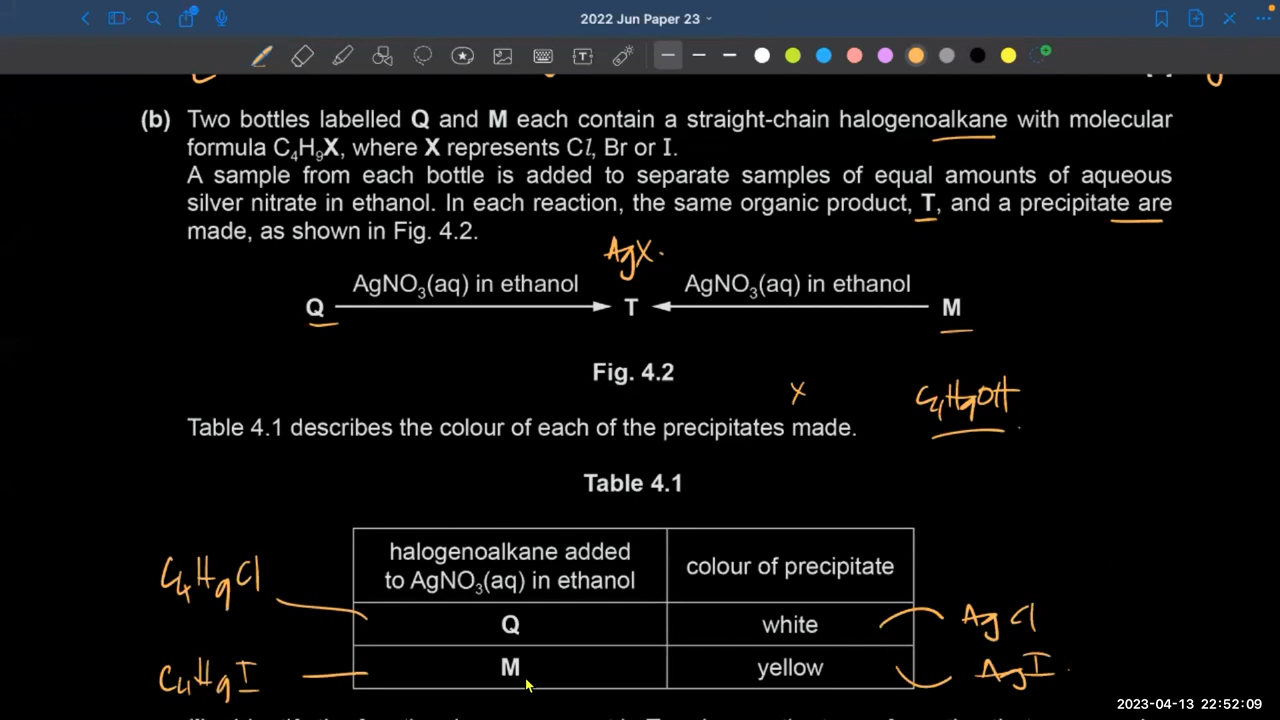 2022 Jun Paper 23
(b) Two bottles labelled Q and M each contain a straight-chain halogenoalkane with molecular
formula C₄H₉X, where X represents Cl, Br or I.
A sample from each bottle is added to separate samples of equal amounts of aqueous
silver nitrate in ethanol. In each reaction, the same organic product, T, and a precipitate are
made, as shown in Fig. 4.2.
AgX
AgNO₃(aq) in ethanol AgNO₃(aq) in ethanol
Q T M
Fig. 4.2
x C₄H₉OH
Table 4.1 describes the colour of each of the precipitates made.
Table 4.1
halogenoalkane added
to AgNO₃(aq) in ethanol
colour of precipitate
C₄H₉Cl
Q white AgCl
C₄H₉I M yellow AgI
2023-04-13 22:52:09